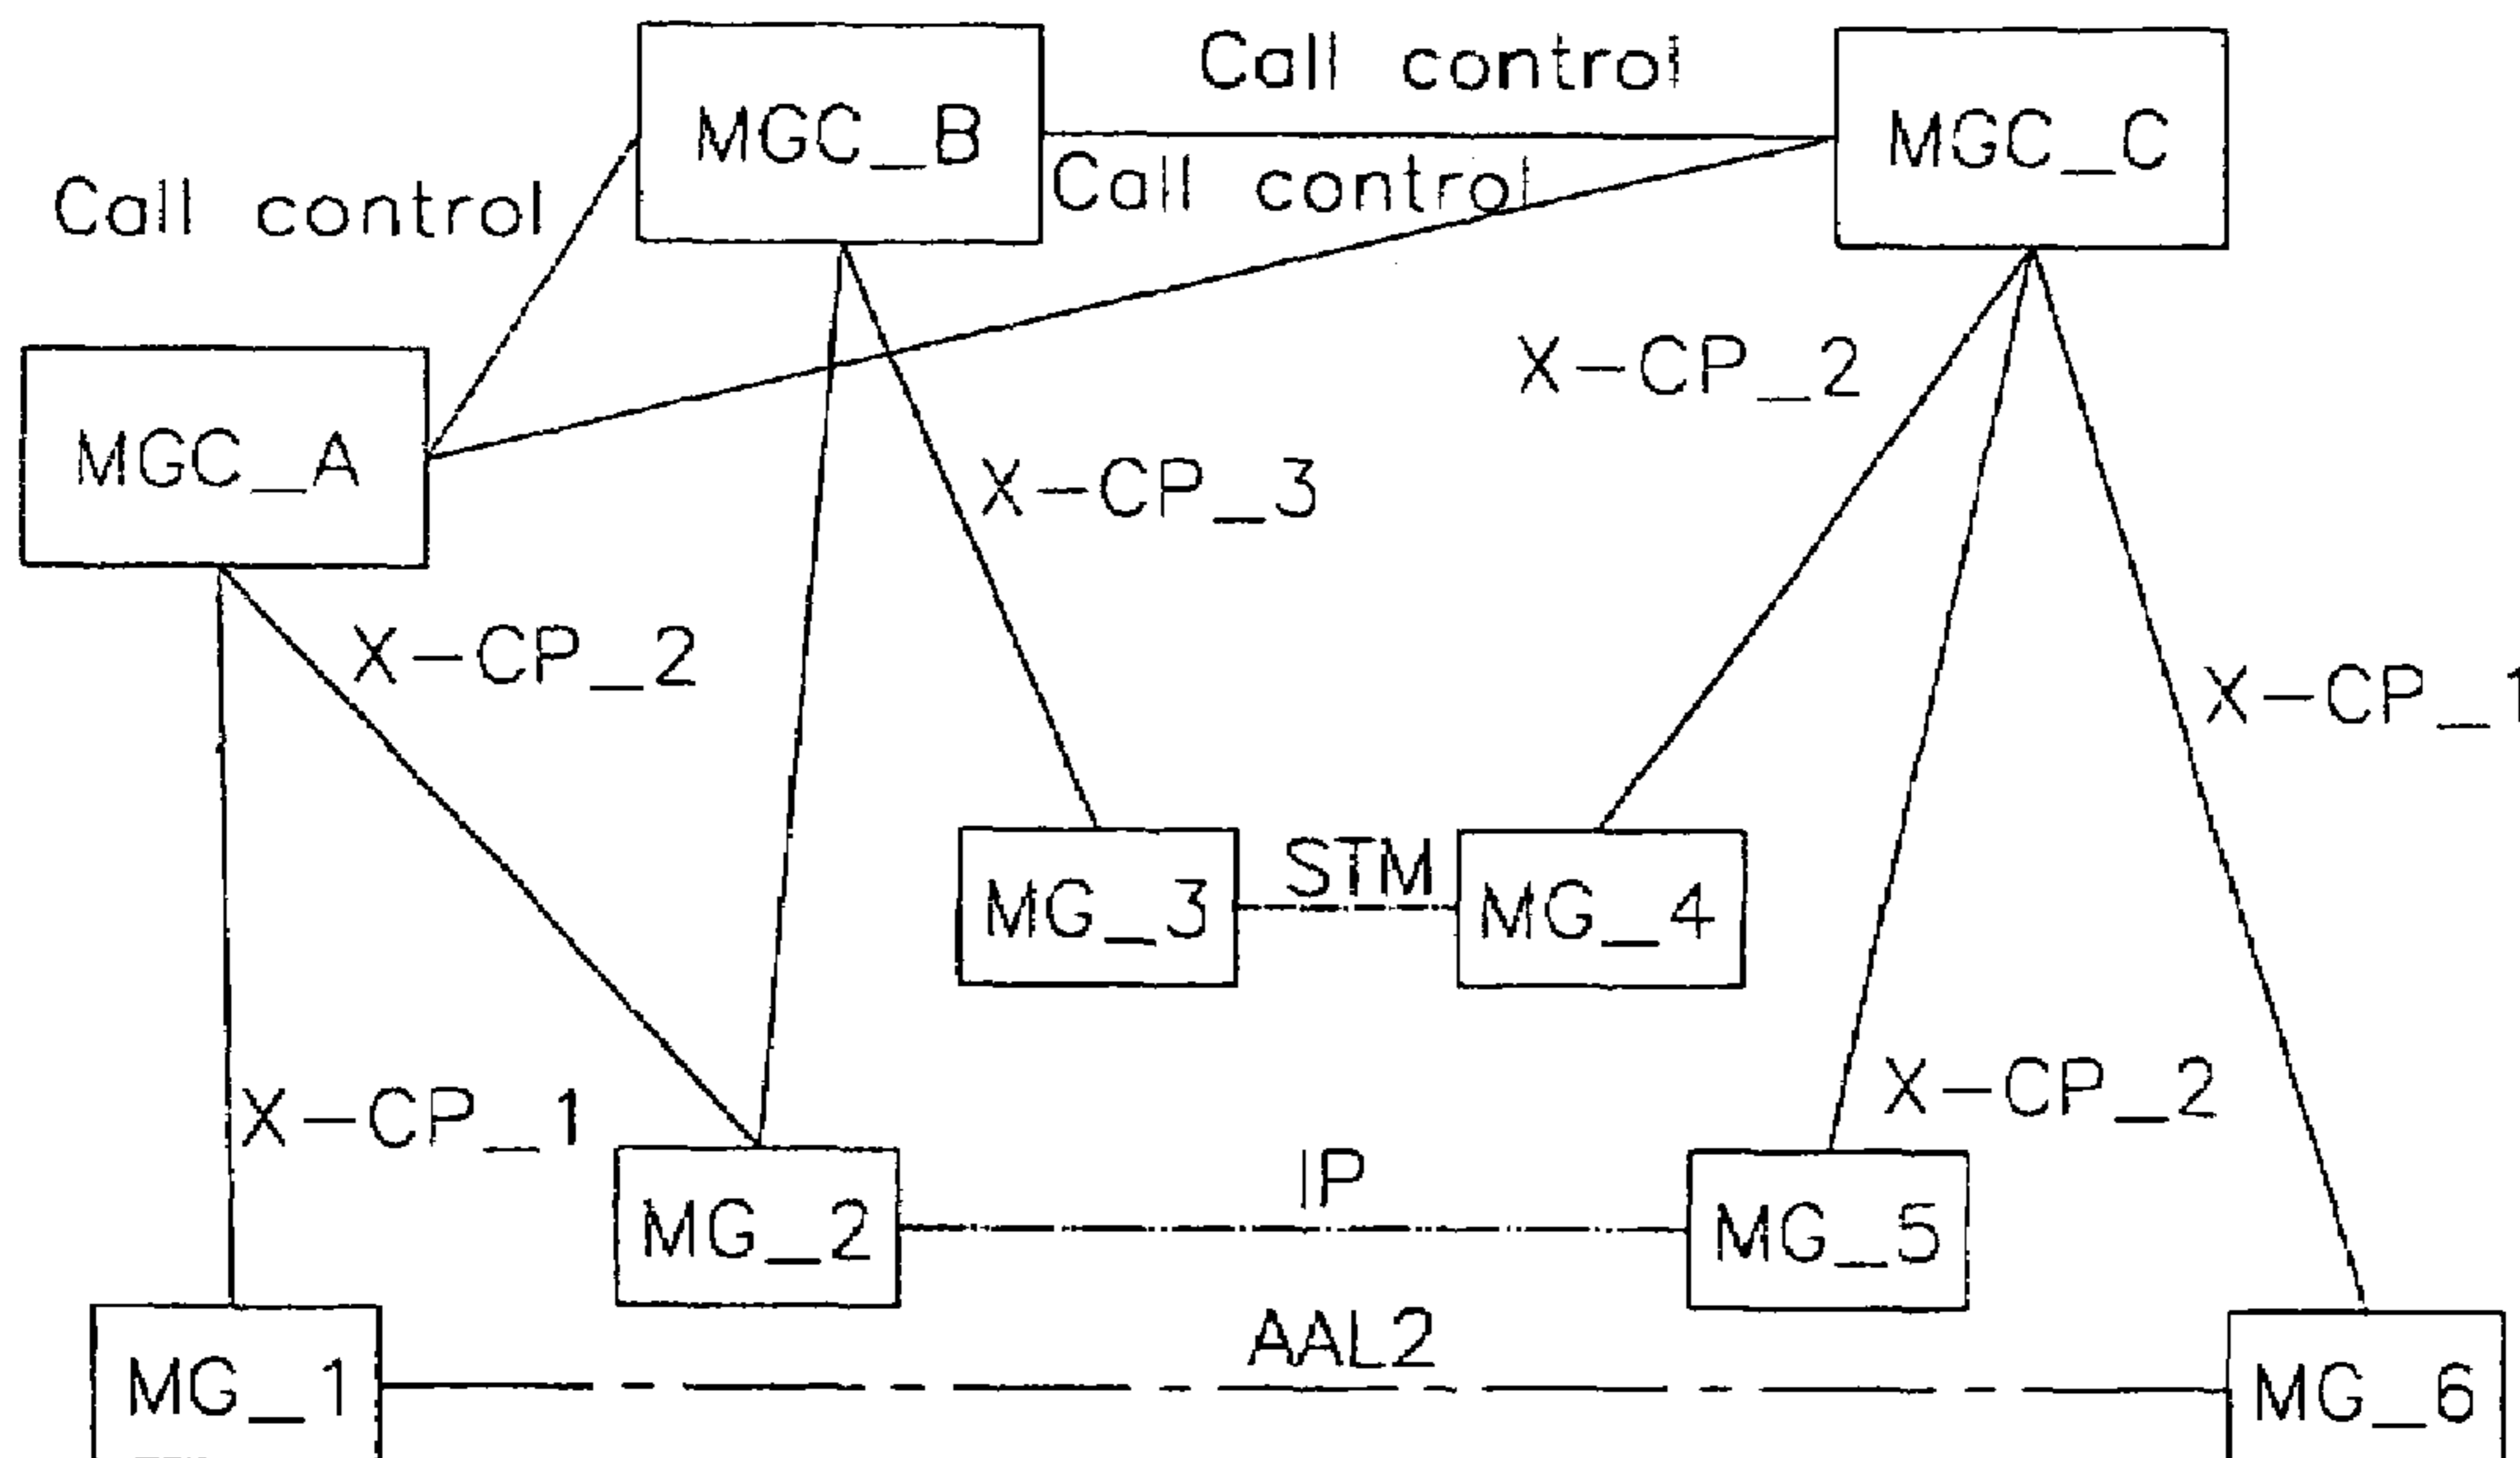 Call control
MGC_B
MGC_C
Call control
Call control
MGC_A
X-CP_2
X-CP_3
X-CP_2
X-CP_1
STM
MG_3
MG_4
X-CP_1
X-CP_2
IP
MG_2
MG_5
AAL2
MG_1
MG_6